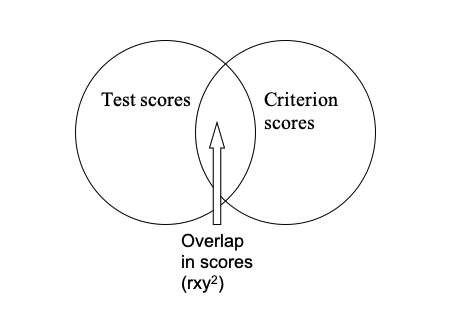 Test scores
Criterion
scores
Overlap
in scores
(rxy²)